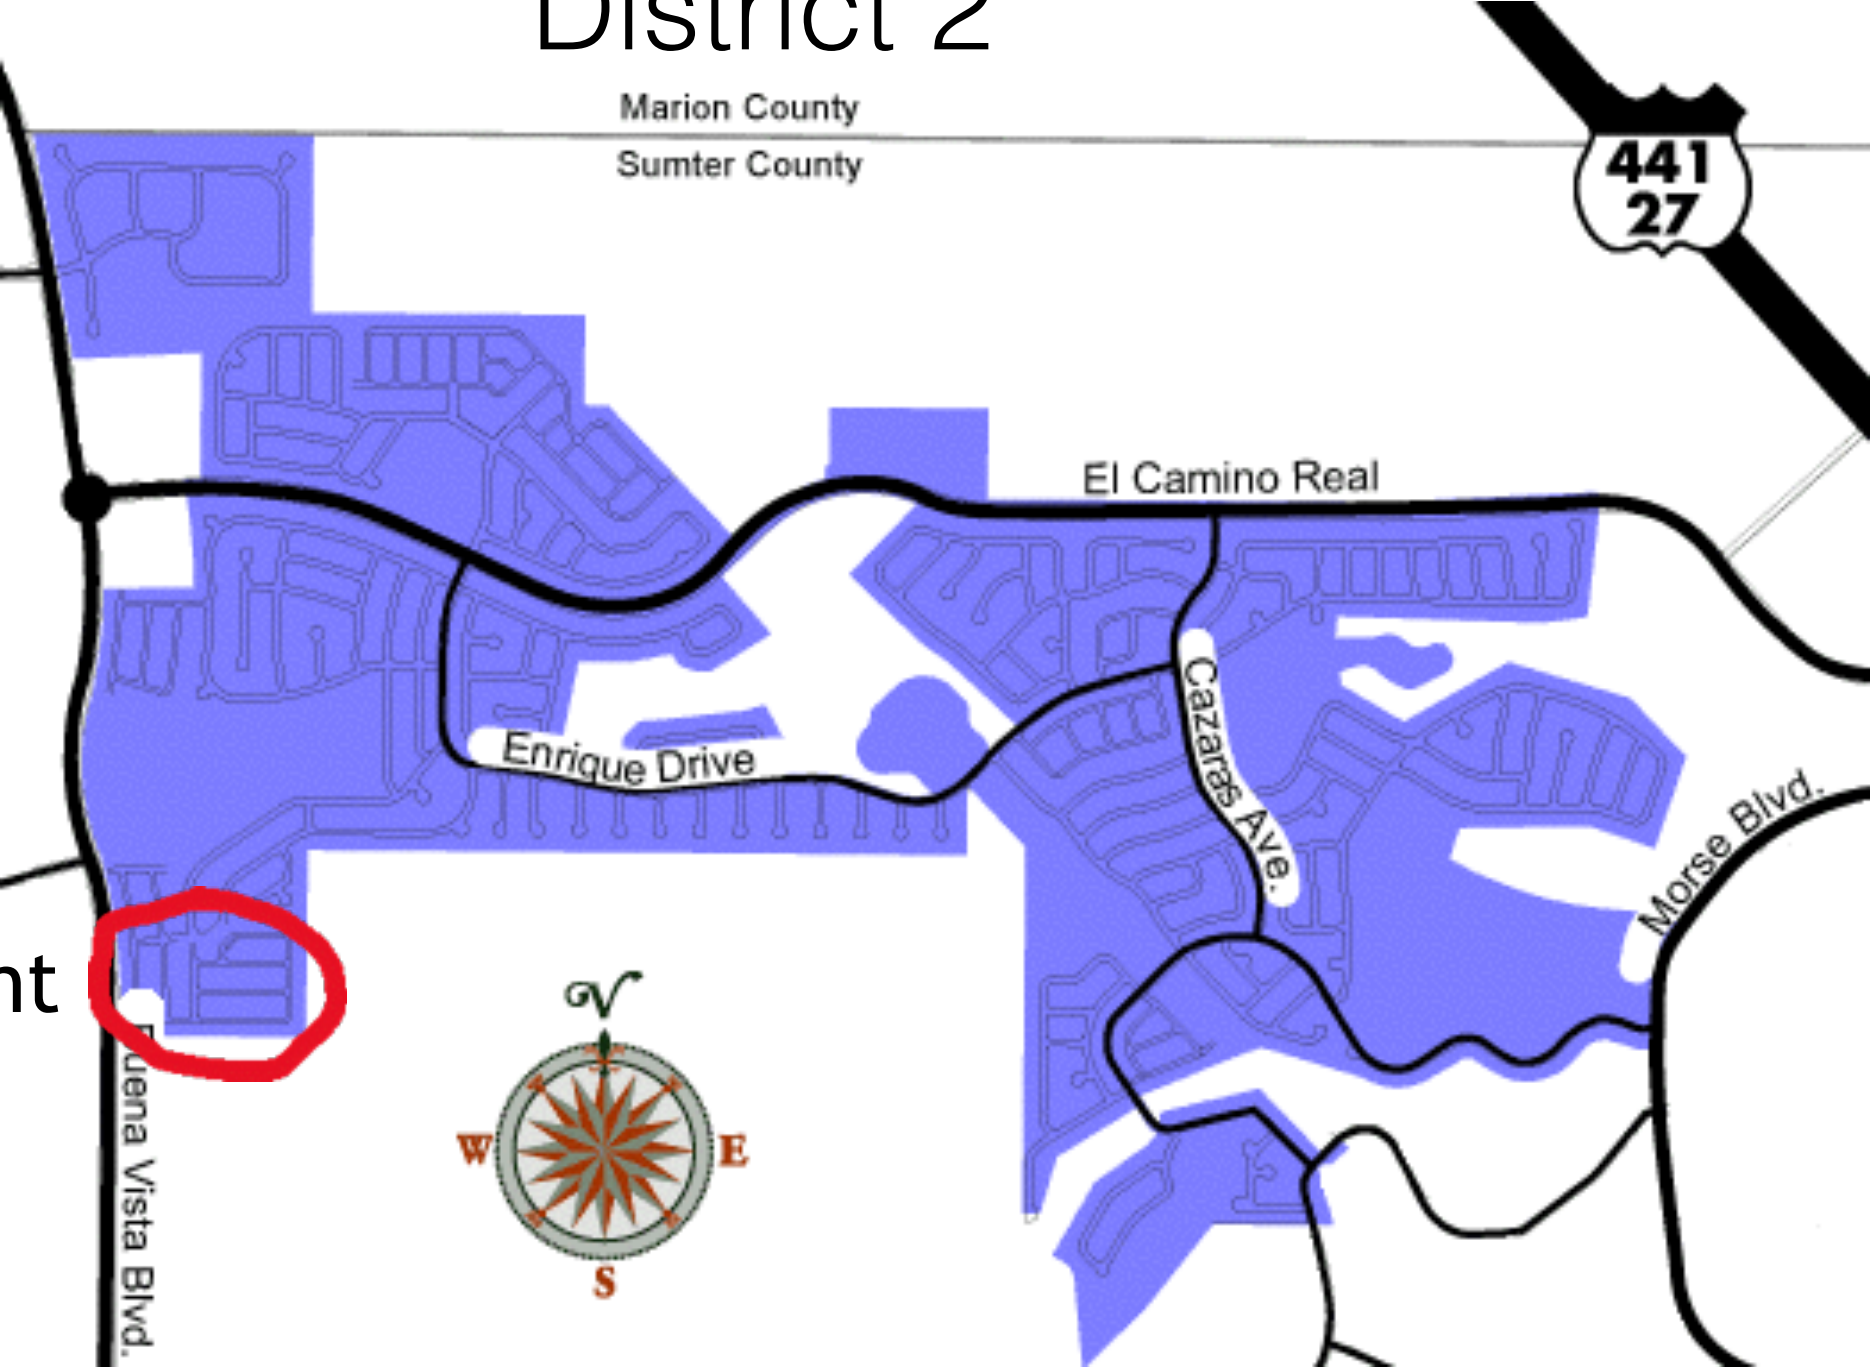 District 2
Marion County
Sumter County
441
27
El Camino Real
Cazaras Ave.
Enrique Drive
Morse Blvd.
nt
Buena Vista Blvd.
N
W
E
S